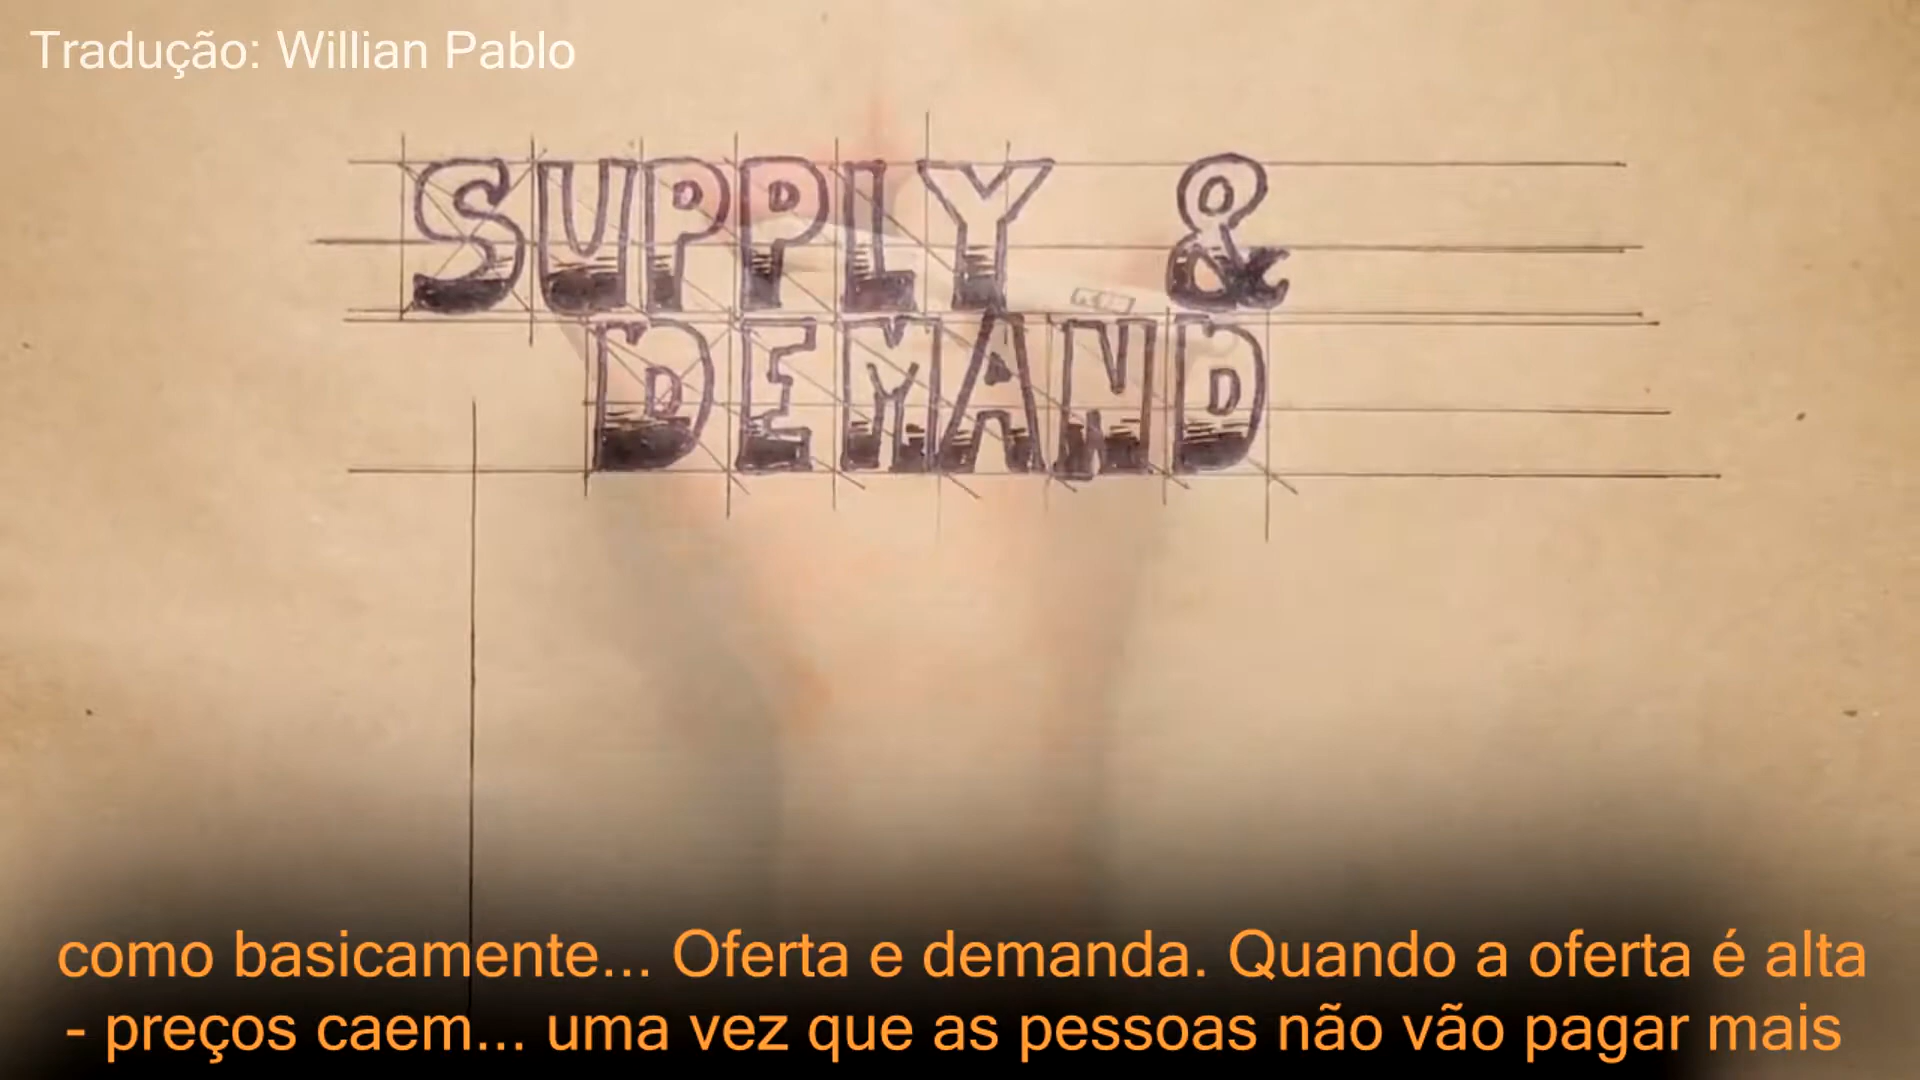 Tradução: Willian Pablo
SUPPLY &
DEMAND
como basicamente... Oferta e demanda. Quando a oferta é alta
- preços caem... uma vez que as pessoas não vão pagar mais